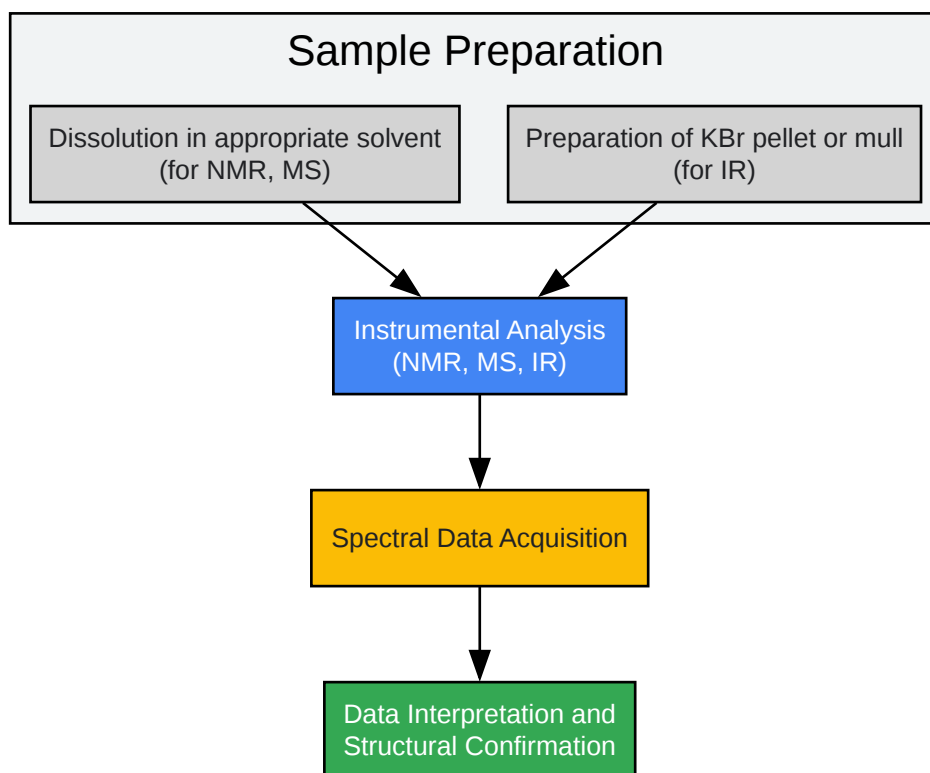 Sample Preparation
Dissolution in appropriate solvent
(for NMR, MS)
Preparation of KBr pellet or mull
(for IR)
Instrumental Analysis
(NMR, MS, IR)
Spectral Data Acquisition
Data Interpretation and
Structural Confirmation